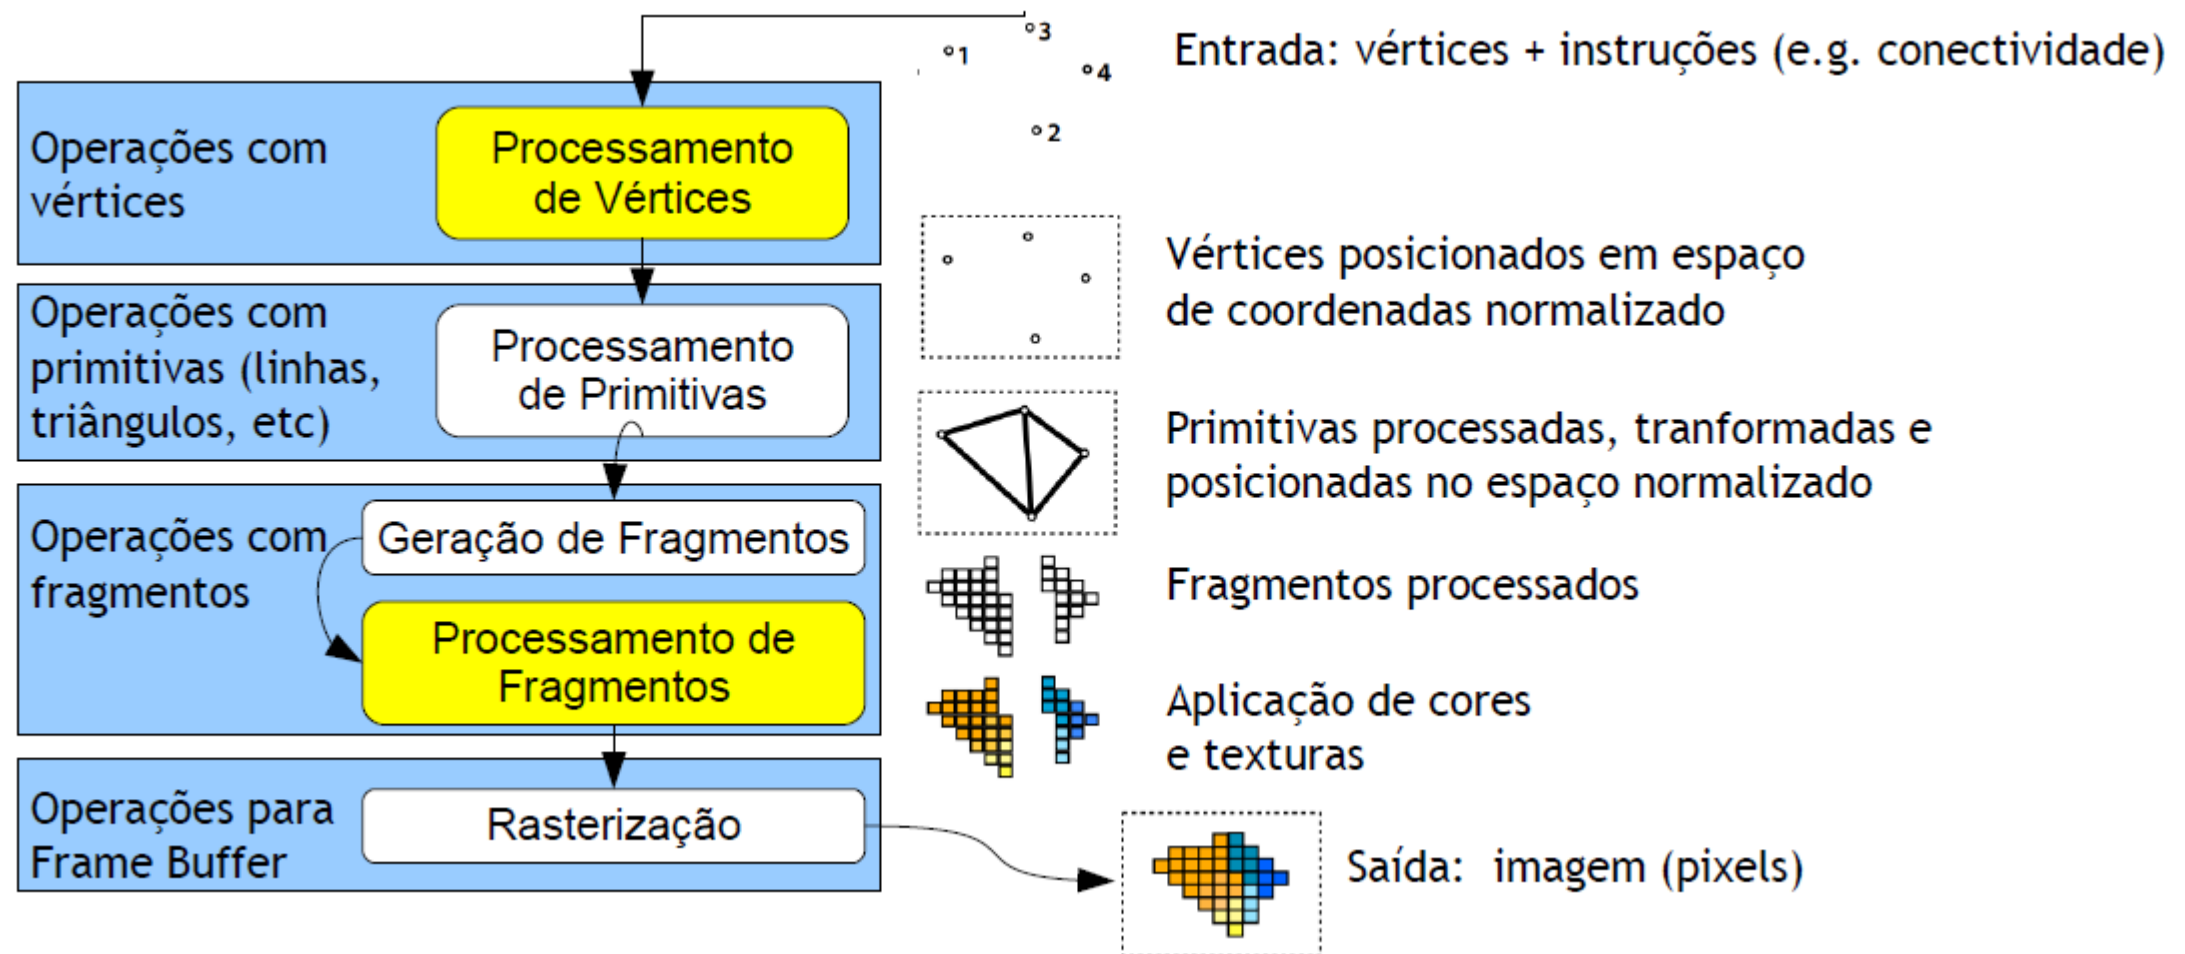 3
1
4
2
Entrada: vértices + instruções (e.g. conectividade)
Operações com
vértices
Processamento
de Vértices
Vértices posicionados em espaço
de coordenadas normalizado
Operações com
primitivas (linhas,
triângulos, etc)
Processamento
de Primitivas
Primitivas processadas, tranformadas e
posicionadas no espaço normalizado
Operações com
fragmentos
Geração de Fragmentos
Fragmentos processados
Processamento de
Fragmentos
Aplicação de cores
e texturas
Operações para
Frame Buffer
Rasterização
Saída: imagem (pixels)